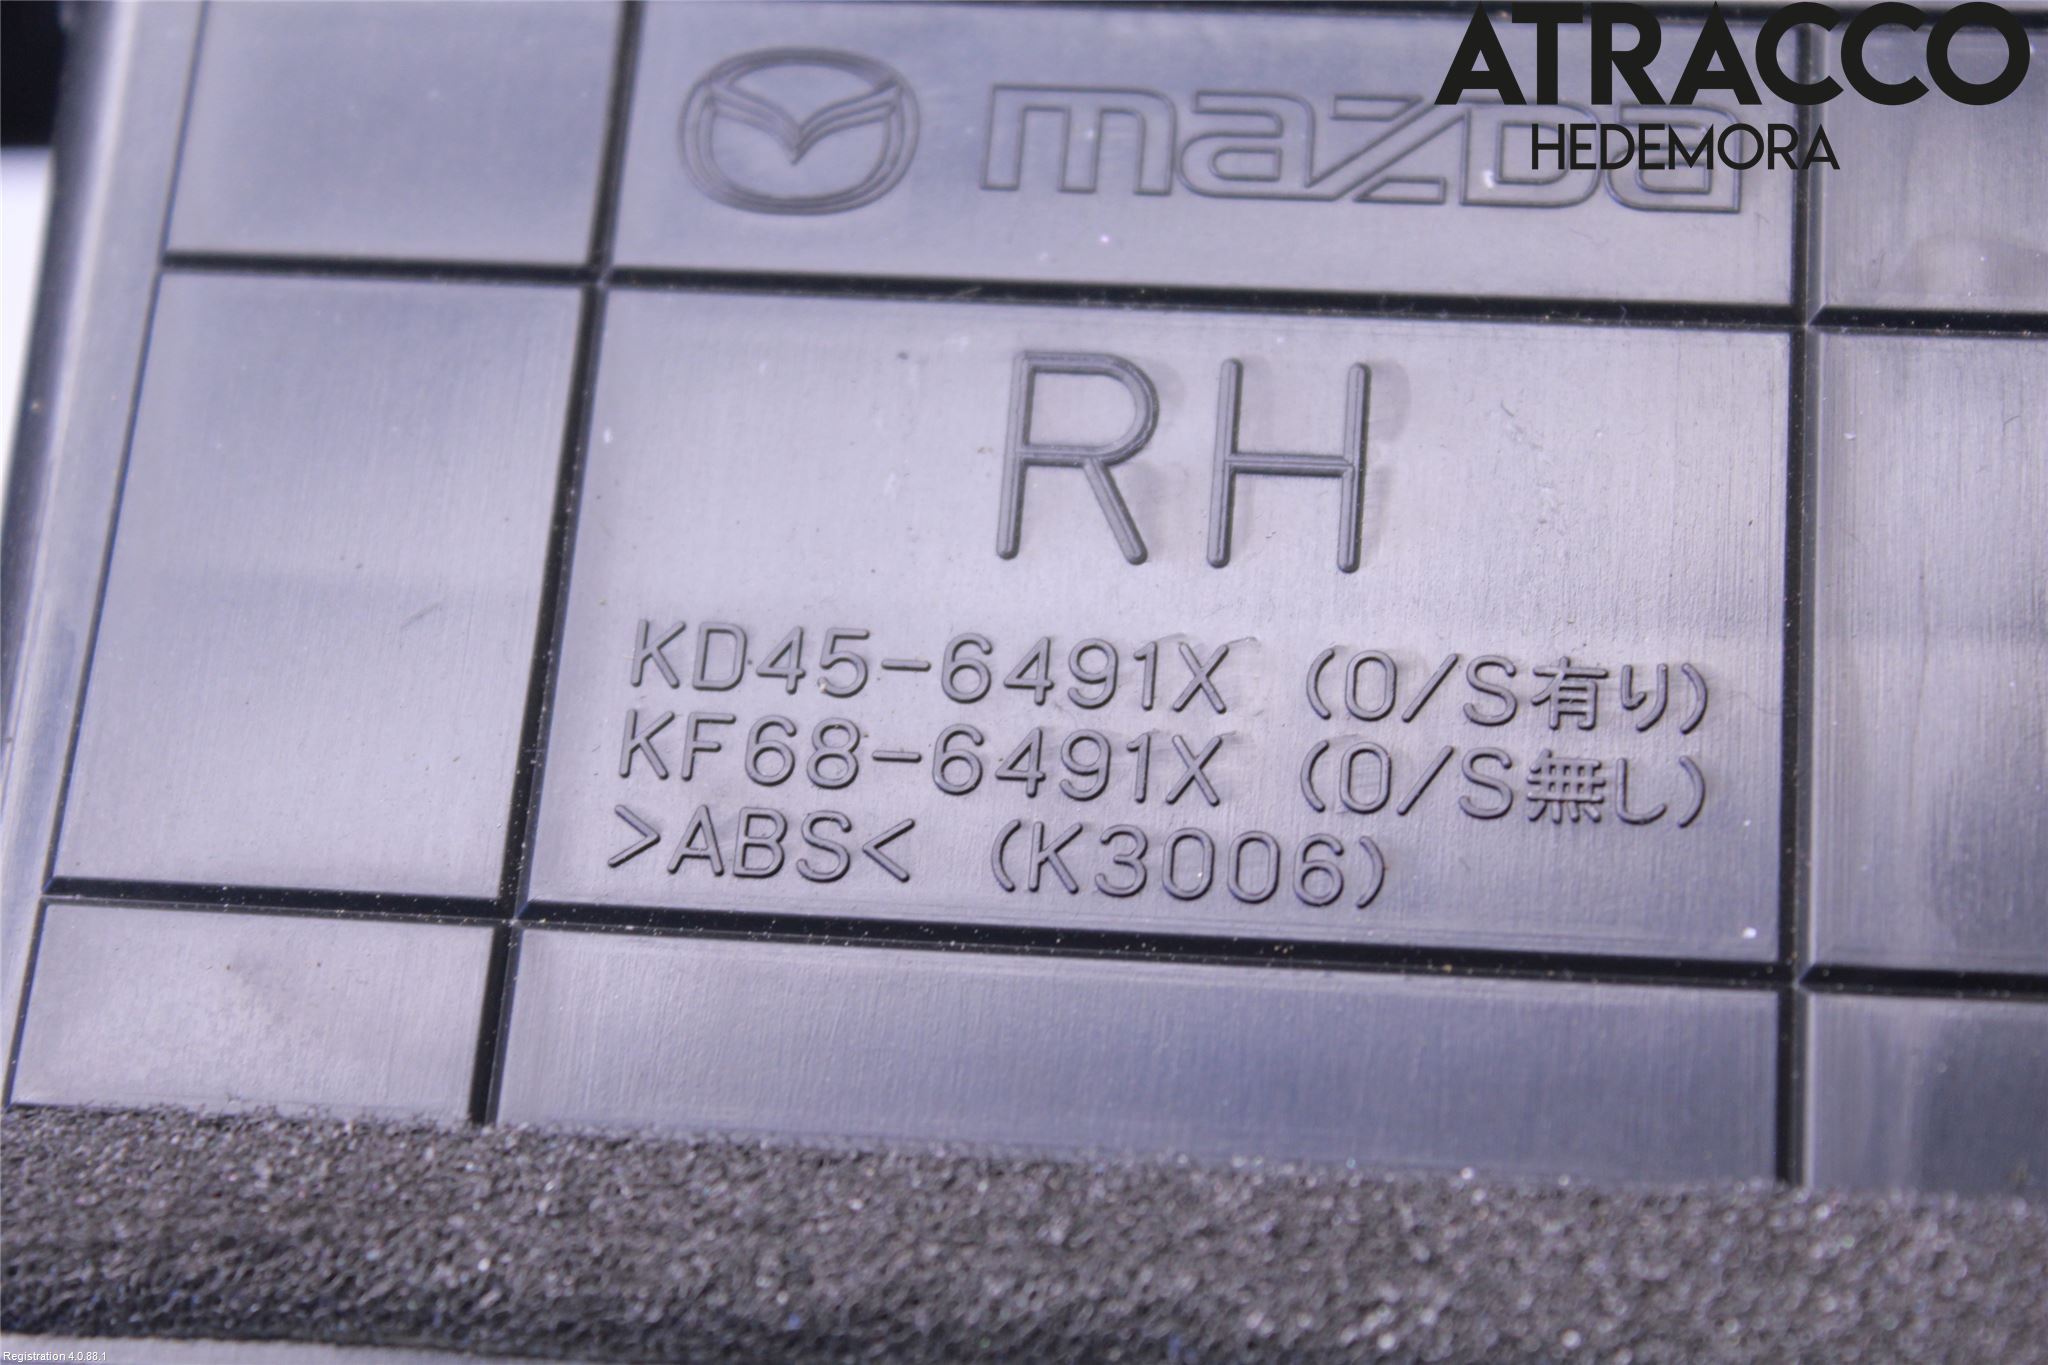 ATRACCO
HEDEMORA
mazda
RH
KD45-6491X (O/S有り)
KF68-6491X (O/S無し)
>ABS< (K3006)
Registration 4.0.88.1